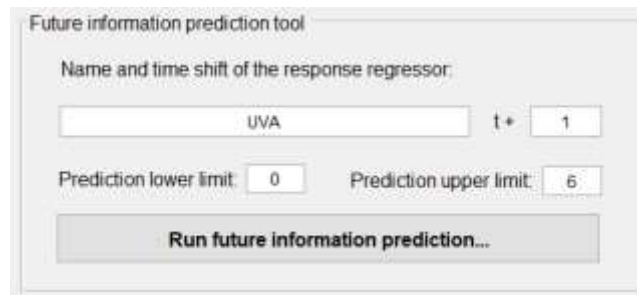 Future information prediction tool
Name and time shift of the response regressor:
UVA t + 1
Prediction lower limit: 0 Prediction upper limit: 6
Run future information prediction...